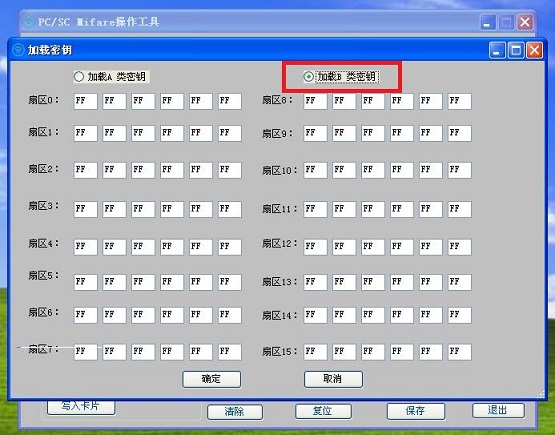 PC/SC Mifare操作工具
加载密钥
加载A 类密钥 加载B 类密钥
扇区0: FF FF FF FF FF FF 扇区8: FF FF FF FF FF FF
扇区1: FF FF FF FF FF FF 扇区9: FF FF FF FF FF FF
扇区2: FF FF FF FF FF FF 扇区10: FF FF FF FF FF FF
扇区3: FF FF FF FF FF FF 扇区11: FF FF FF FF FF FF
扇区4: FF FF FF FF FF FF 扇区12: FF FF FF FF FF FF
扇区5: FF FF FF FF FF FF 扇区13: FF FF FF FF FF FF
扇区6: FF FF FF FF FF FF 扇区14: FF FF FF FF FF FF
扇区7: FF FF FF FF FF FF 扇区15: FF FF FF FF FF FF
确定 取消
写入卡片 清除 复位 保存 退出